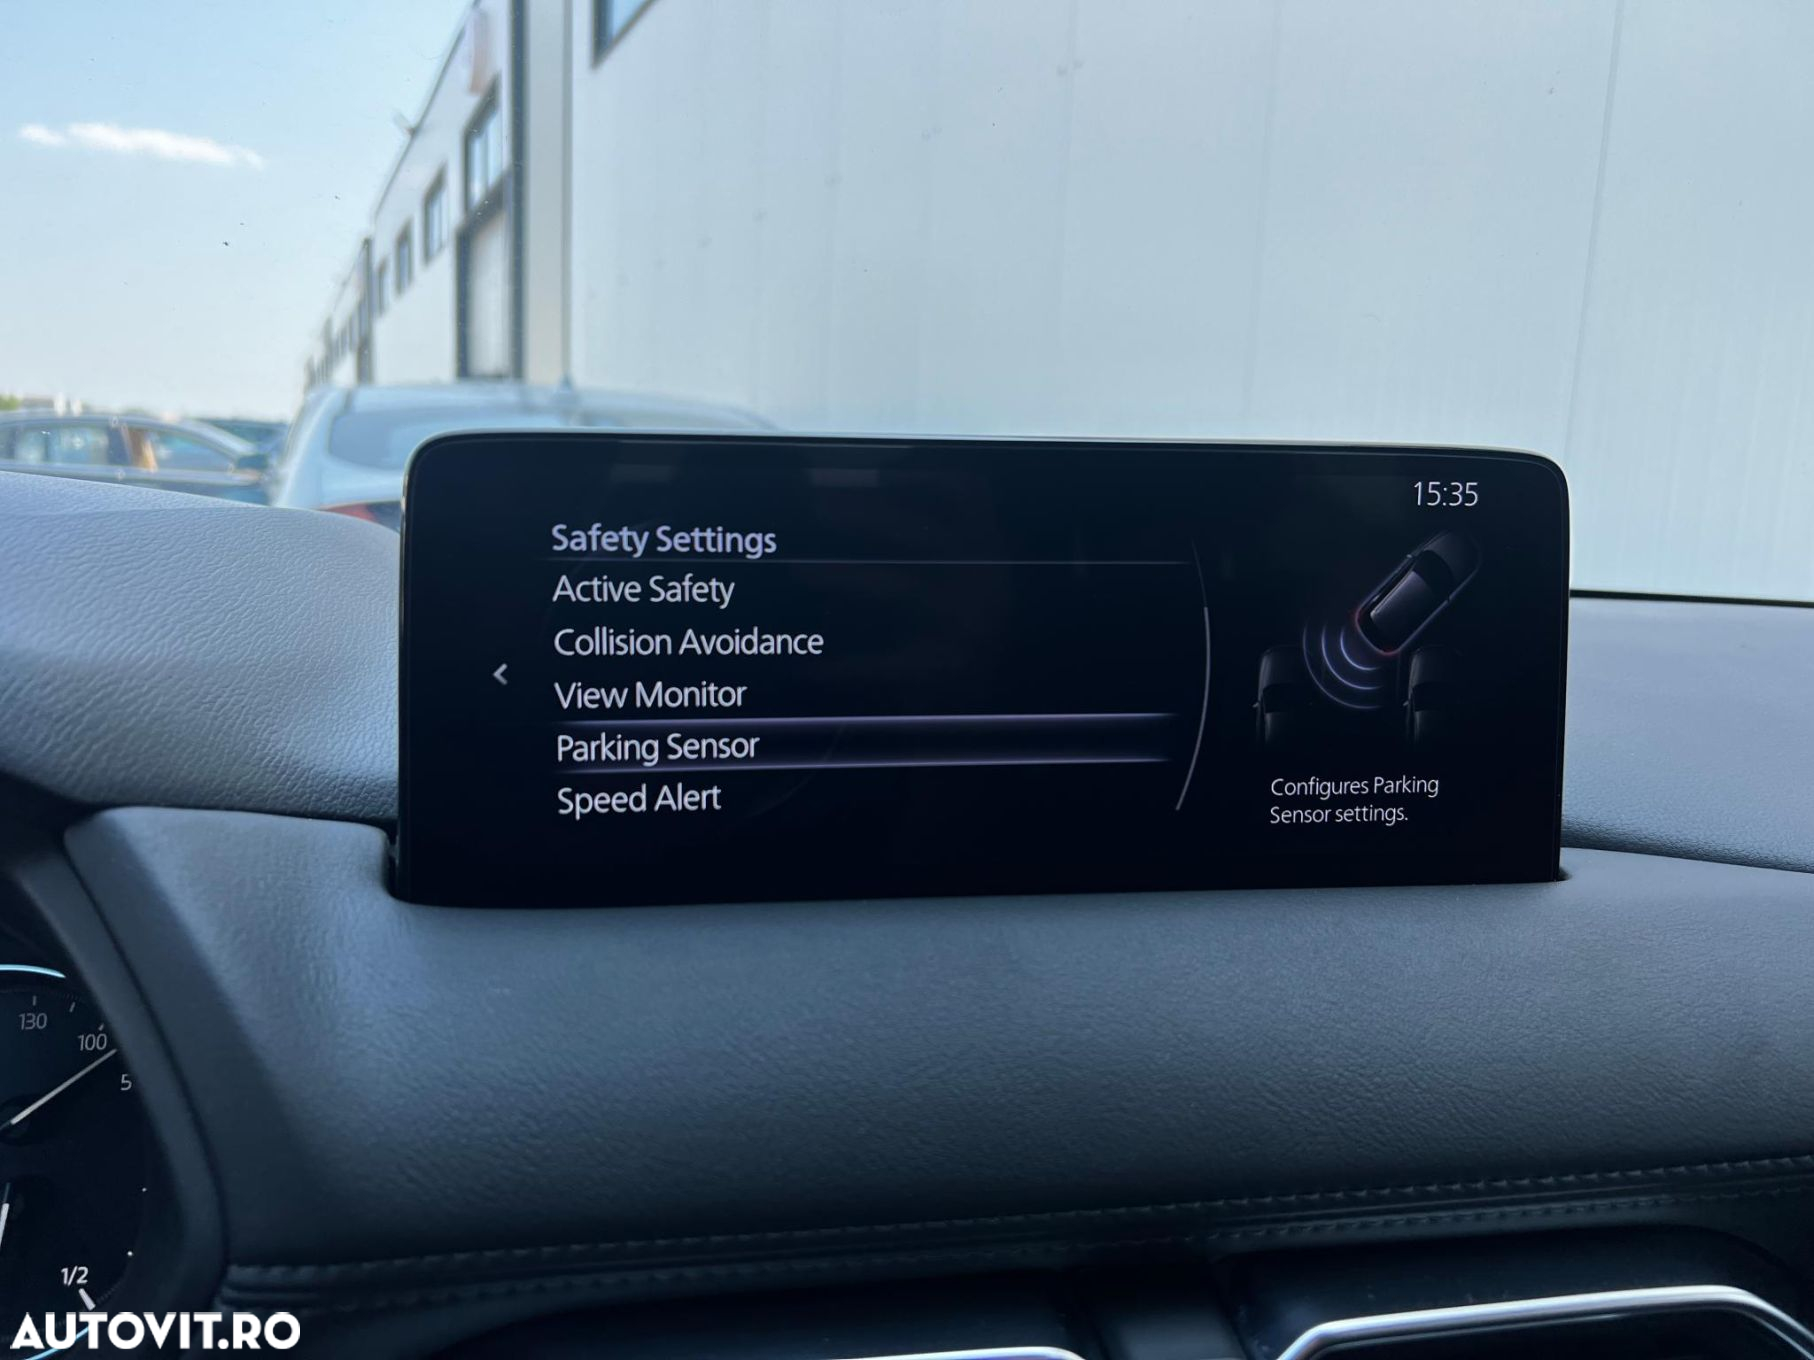 15:35
Safety Settings
Active Safety
Collision Avoidance
View Monitor
Parking Sensor
Speed Alert
Configures Parking
Sensor settings.
130
100
5
1/2
AUTOVIT.RO